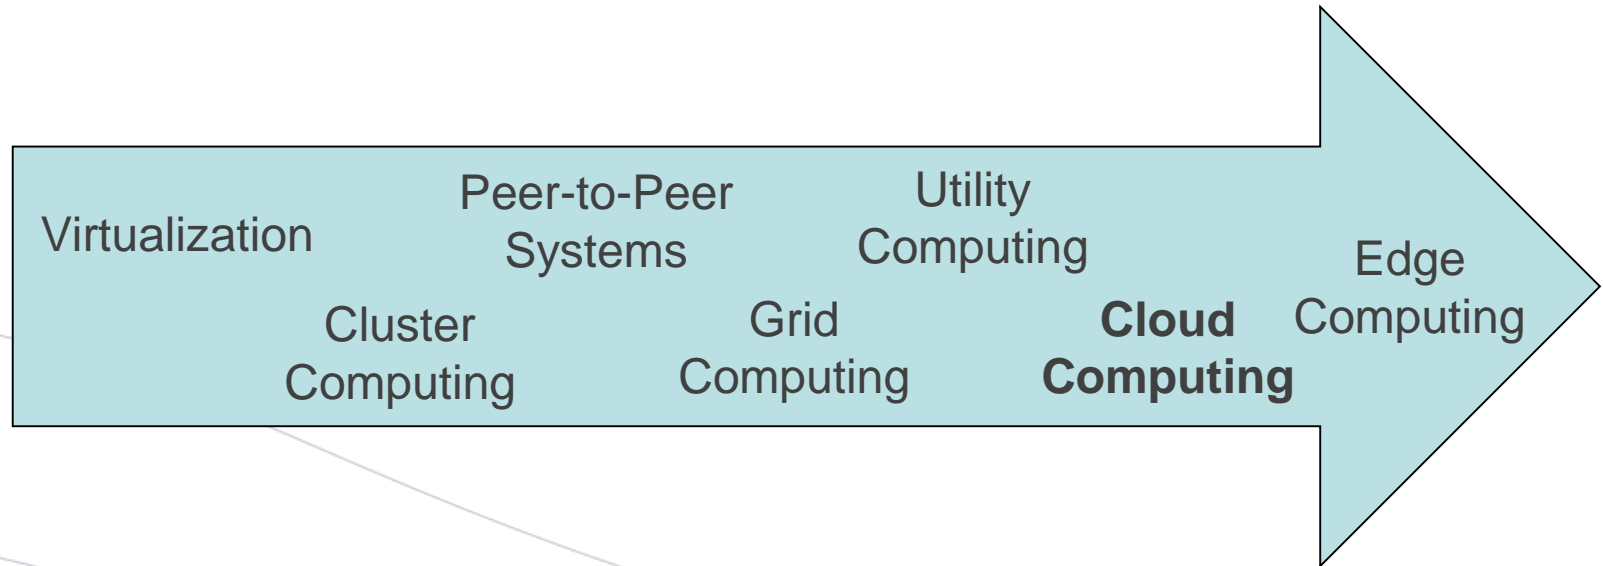 Virtualization
Cluster
Computing
Peer-to-Peer
Systems
Grid
Computing
Utility
Computing
Cloud
Computing
Edge
Computing